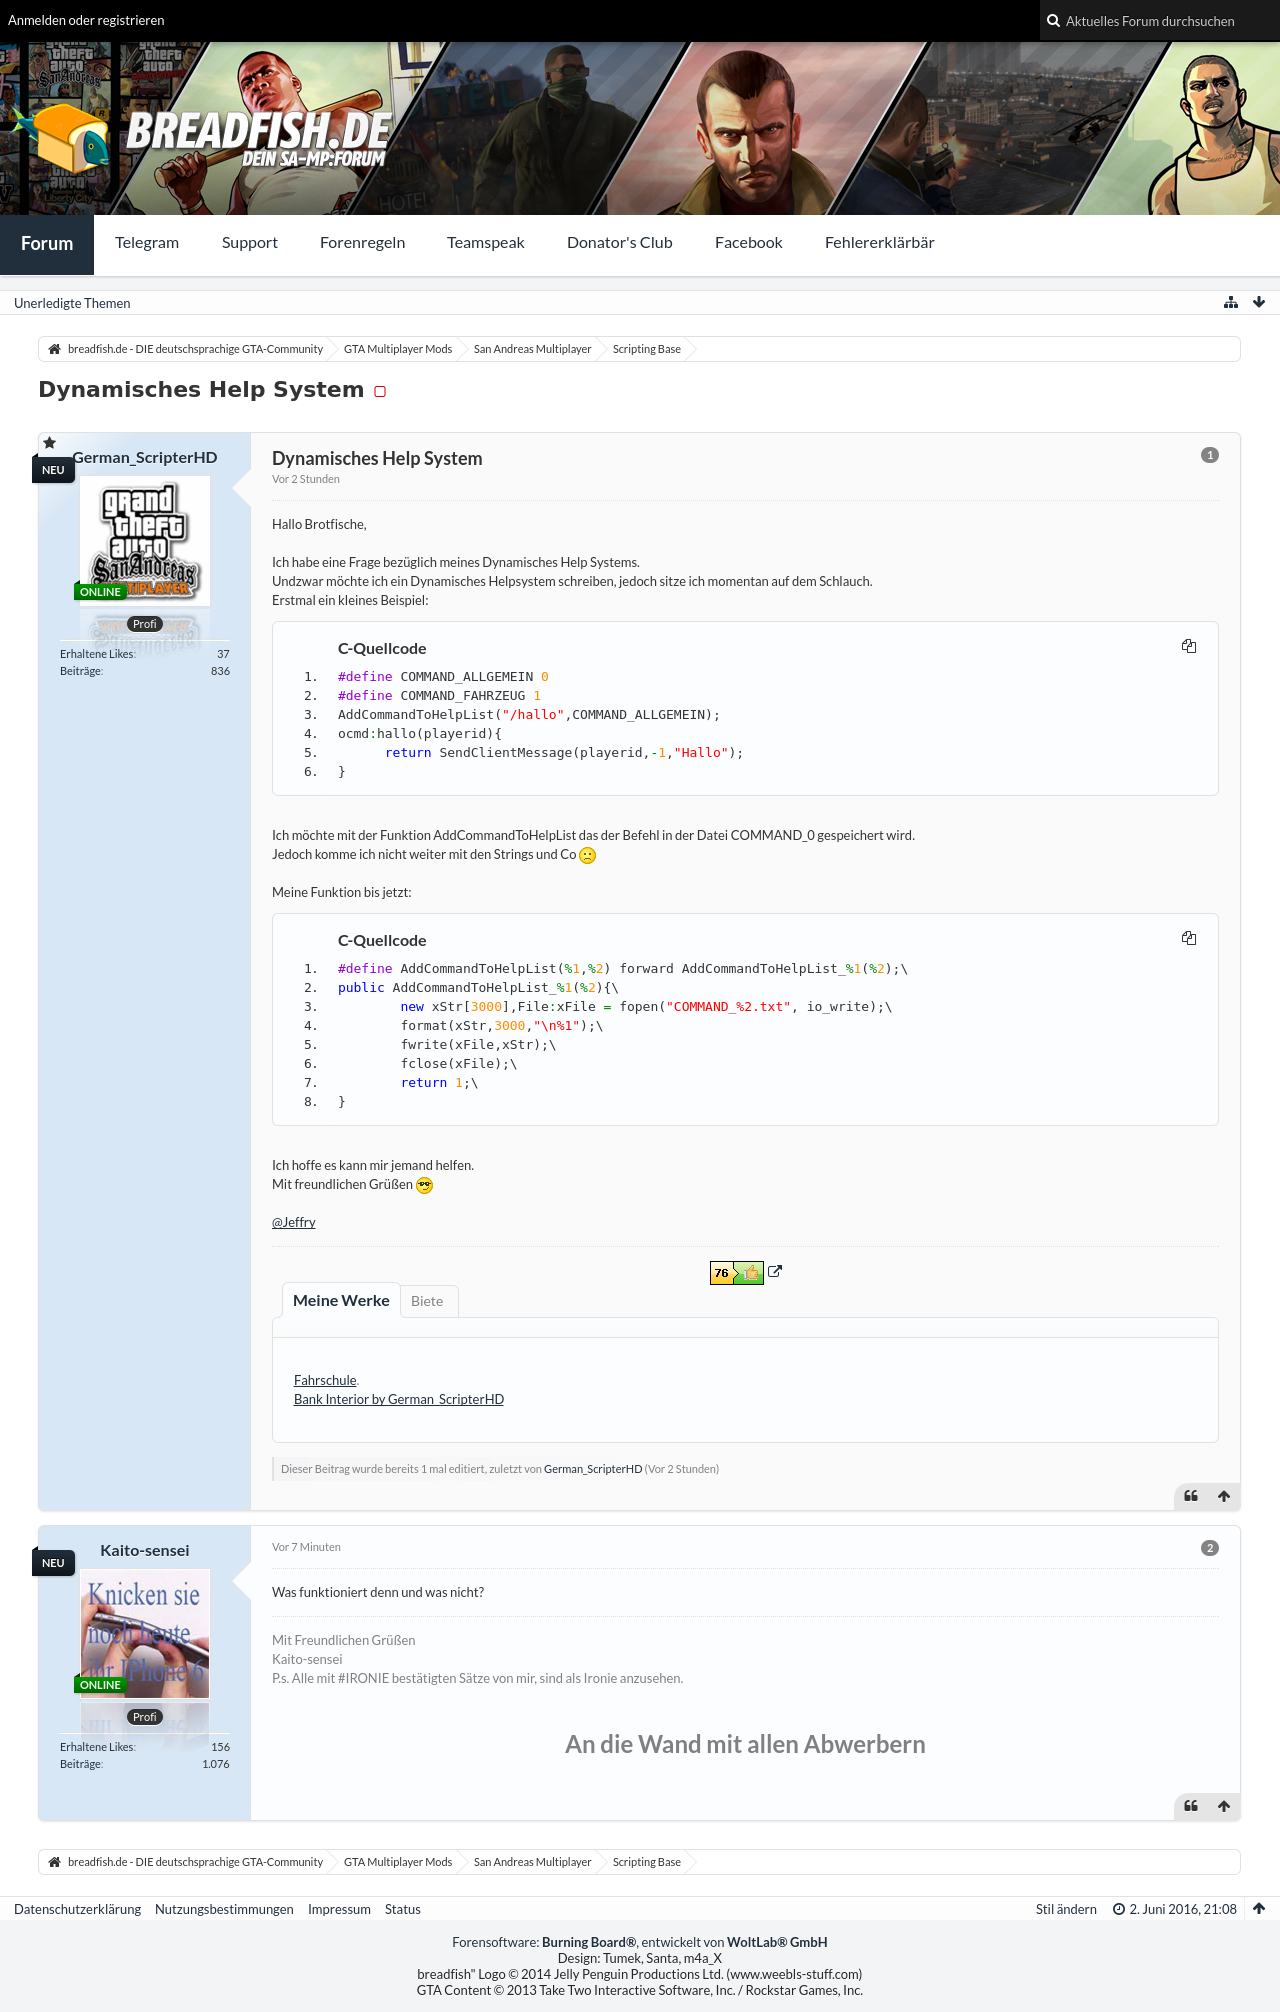 Anmelden oder registrieren
Aktuelles Forum durchsuchen
BREADFISH.DE
DEIN SA-MP:FORUM
Forum
Telegram
Support
Forenregeln
Teamspeak
Donator's Club
Facebook
Fehlererklärbär
Unerledigte Themen
breadfish.de - DIE deutschsprachige GTA-Community
GTA Multiplayer Mods
San Andreas Multiplayer
Scripting Base
Dynamisches Help System
German_ScripterHD
NEU
grand theft auto
San Andreas
MULTIPLAYER
ONLINE
Profi
Erhaltene Likes: 37
Beiträge: 836
Dynamisches Help System
1
Vor 2 Stunden
Hallo Brotfische,
Ich habe eine Frage bezüglich meines Dynamisches Help Systems.
Undzwar möchte ich ein Dynamisches Helpsystem schreiben, jedoch sitze ich momentan auf dem Schlauch.
Erstmal ein kleines Beispiel:
C-Quellcode
1. #define COMMAND_ALLGEMEIN 0
2. #define COMMAND_FAHRZEUG 1
3. AddCommandToHelpList("/hallo",COMMAND_ALLGEMEIN);
4. ocmd:hallo(playerid){
5. return SendClientMessage(playerid,-1,"Hallo");
6. }
Ich möchte mit der Funktion AddCommandToHelpList das der Befehl in der Datei COMMAND_0 gespeichert wird.
Jedoch komme ich nicht weiter mit den Strings und Co
Meine Funktion bis jetzt:
C-Quellcode
1. #define AddCommandToHelpList(%1,%2) forward AddCommandToHelpList_%1(%2);\
2. public AddCommandToHelpList_%1(%2){\
3. new xStr[3000],File:xFile = fopen("COMMAND_%2.txt", io_write);\
4. format(xStr,3000,"\n%1");\
5. fwrite(xFile,xStr);\
6. fclose(xFile);\
7. return 1;\
8. }
Ich hoffe es kann mir jemand helfen.
Mit freundlichen Grüßen
@Jeffry
76
Meine Werke
Biete
Fahrschule.
Bank Interior by German_ScripterHD
Dieser Beitrag wurde bereits 1 mal editiert, zuletzt von German_ScripterHD (Vor 2 Stunden)
Kaito-sensei
NEU
Knicken sie
noch heute
ihr IPhone 6
ONLINE
Profi
Erhaltene Likes: 156
Beiträge: 1.076
Vor 7 Minuten
2
Was funktioniert denn und was nicht?
Mit Freundlichen Grüßen
Kaito-sensei
P.s. Alle mit #IRONIE bestätigten Sätze von mir, sind als Ironie anzusehen.
An die Wand mit allen Abwerbern
breadfish.de - DIE deutschsprachige GTA-Community
GTA Multiplayer Mods
San Andreas Multiplayer
Scripting Base
Datenschutzerklärung
Nutzungsbestimmungen
Impressum
Status
Stil ändern
2. Juni 2016, 21:08
Forensoftware: Burning Board®, entwickelt von WoltLab® GmbH
Design: Tumek, Santa, m4a_X
breadfish" Logo © 2014 Jelly Penguin Productions Ltd. (www.weebls-stuff.com)
GTA Content © 2013 Take Two Interactive Software, Inc. / Rockstar Games, Inc.